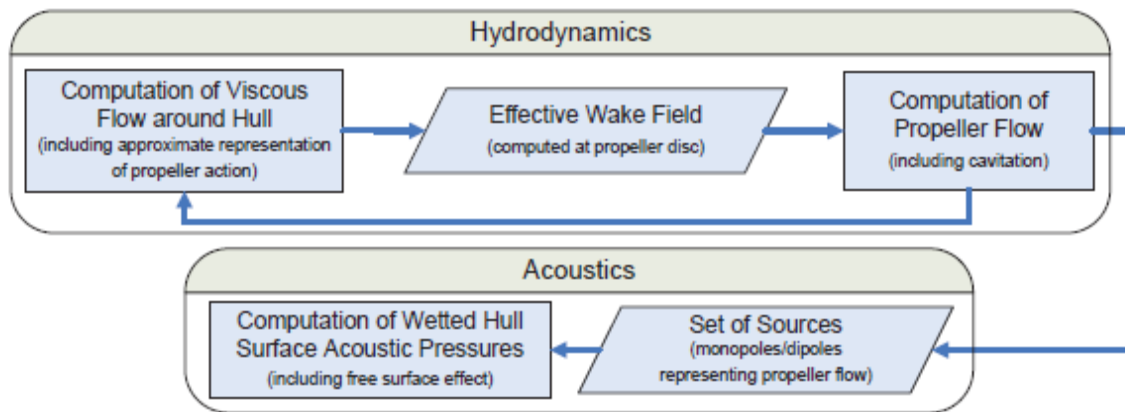 Hydrodynamics
Computation of Viscous
Flow around Hull
(including approximate representation
of propeller action)
Effective Wake Field
(computed at propeller disc)
Computation of
Propeller Flow
(including cavitation)
Acoustics
Computation of Wetted Hull
Surface Acoustic Pressures
(including free surface effect)
Set of Sources
(monopoles/dipoles
representing propeller flow)